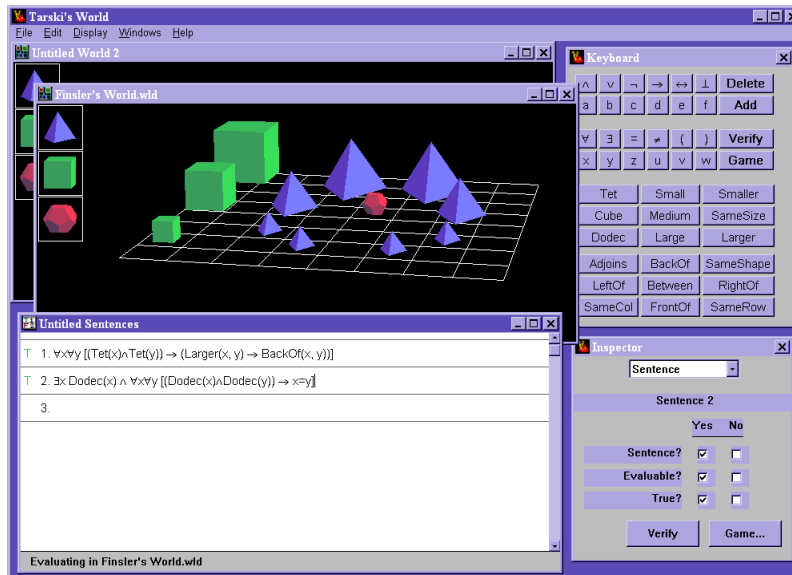 Tarski's World
File Edit Display Windows Help
Untitled World 2
Finsler's World.wld
Keyboard
∧ ∨ ¬ → ↔ ⊥ Delete
a b c d e f Add
∀ ∃ = ≠ ( ) Verify
x y z u v w Game
Tet Small Smaller
Cube Medium SameSize
Dodec Large Larger
Adjoins BackOf SameShape
LeftOf Between RightOf
SameCol FrontOf SameRow
Untitled Sentences
T 1. ∀x∀y [(Tet(x)∧Tet(y)) → (Larger(x, y) → BackOf(x, y))]
T 2. ∃x Dodec(x) ∧ ∀x∀y [(Dodec(x)∧Dodec(y)) → x=y]
3.
Evaluating in Finsler's World.wld
Inspector
Sentence
Sentence 2
Yes No
Sentence?
Evaluable?
True?
Verify Game...